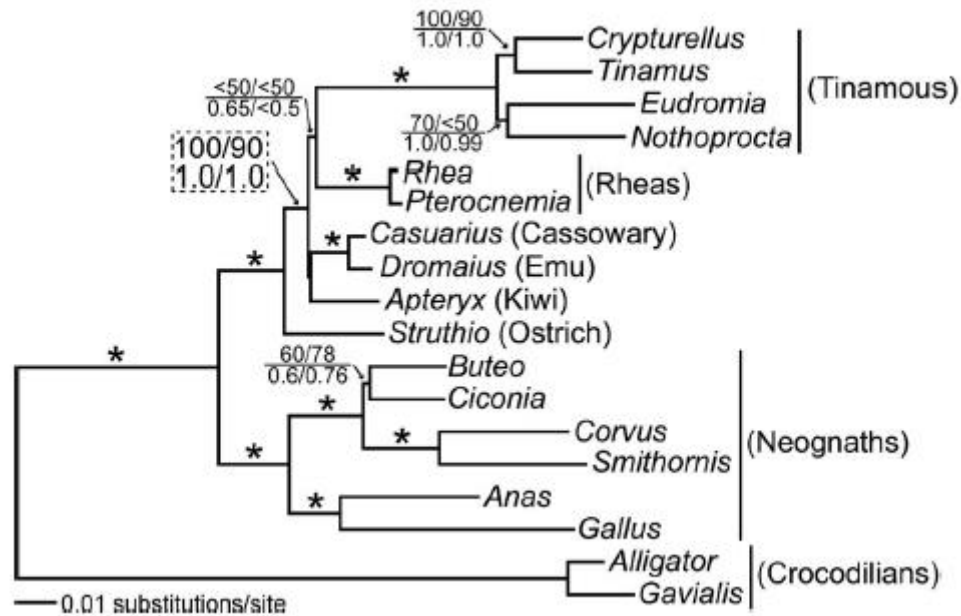 100/90
1.0/1.0
Crypturellus
Tinamus
(Tinamous)
*
<50/<50
0.65/<0.5
Eudromia
70/<50
1.0/0.99
Nothoprocta
100/90
1.0/1.0
*
Rhea
(Rheas)
Pterocnemia
*
Casuarius (Cassowary)
*
Dromaius (Emu)
Apteryx (Kiwi)
Struthio (Ostrich)
*
60/78
0.6/0.76
Buteo
*
Ciconia
*
Corvus
(Neognaths)
*
Smithornis
*
Anas
Gallus
Alligator
(Crocodilians)
Gavialis
0.01 substitutions/site